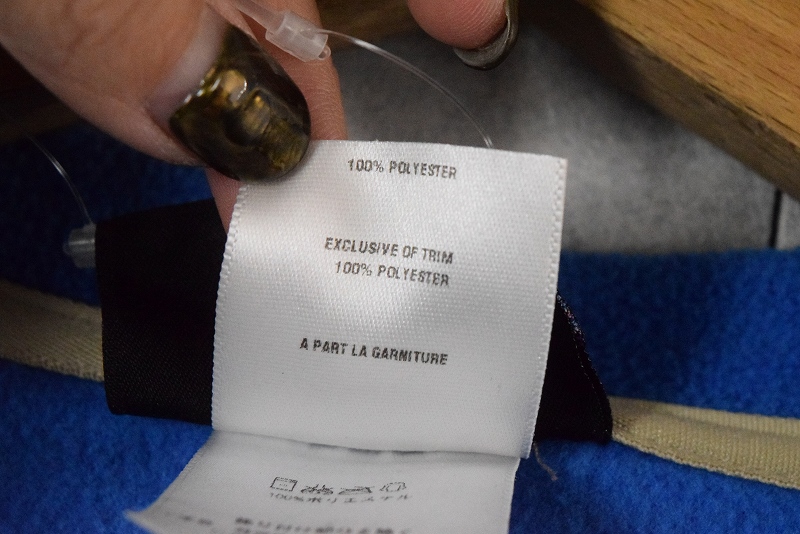 100% POLYESTER
EXCLUSIVE OF TRIM
100% POLYESTER
A PART LA GARNITURE
100%ポリエステル